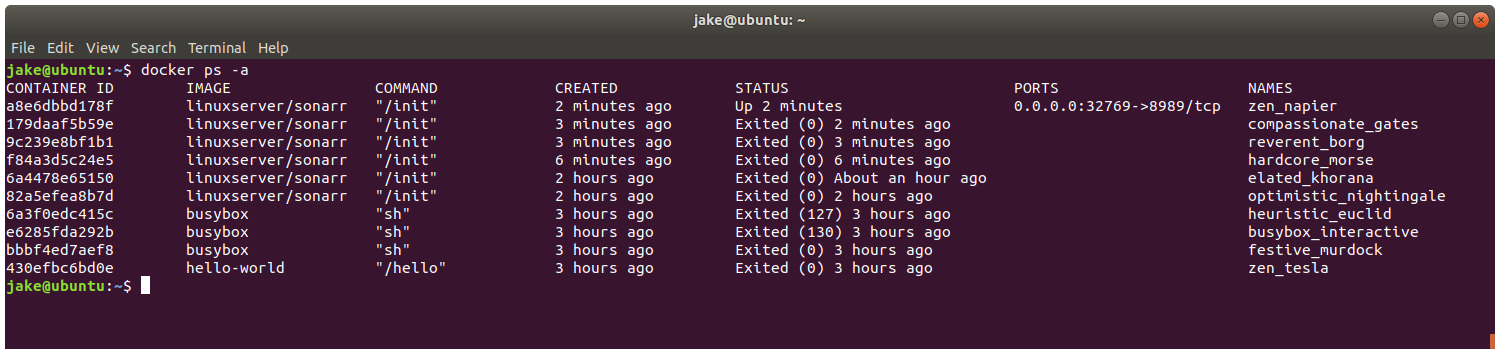 jake@ubuntu: ~
File Edit View Search Terminal Help
jake@ubuntu:~$ docker ps -a
CONTAINER ID IMAGE COMMAND CREATED STATUS PORTS NAMES
a8e6dbbd178f linuxserver/sonarr "/init" 2 minutes ago Up 2 minutes 0.0.0.0:32769->8989/tcp zen_napier
179daaf5b59e linuxserver/sonarr "/init" 3 minutes ago Exited (0) 2 minutes ago compassionate_gates
9c239e8bf1b1 linuxserver/sonarr "/init" 3 minutes ago Exited (0) 3 minutes ago reverent_borg
f84a3d5c24e5 linuxserver/sonarr "/init" 6 minutes ago Exited (0) 6 minutes ago hardcore_morse
6a4478e65150 linuxserver/sonarr "/init" 2 hours ago Exited (0) About an hour ago elated_khorana
82a5efea8b7d linuxserver/sonarr "/init" 2 hours ago Exited (0) 2 hours ago optimistic_nightingale
6a3f0edc415c busybox "sh" 3 hours ago Exited (127) 3 hours ago heuristic_euclid
e6285fda292b busybox "sh" 3 hours ago Exited (130) 3 hours ago busybox_interactive
bbbf4ed7aef8 busybox "sh" 3 hours ago Exited (0) 3 hours ago festive_murdock
430efbc6bd0e hello-world "/hello" 3 hours ago Exited (0) 3 hours ago zen_tesla
jake@ubuntu:~$